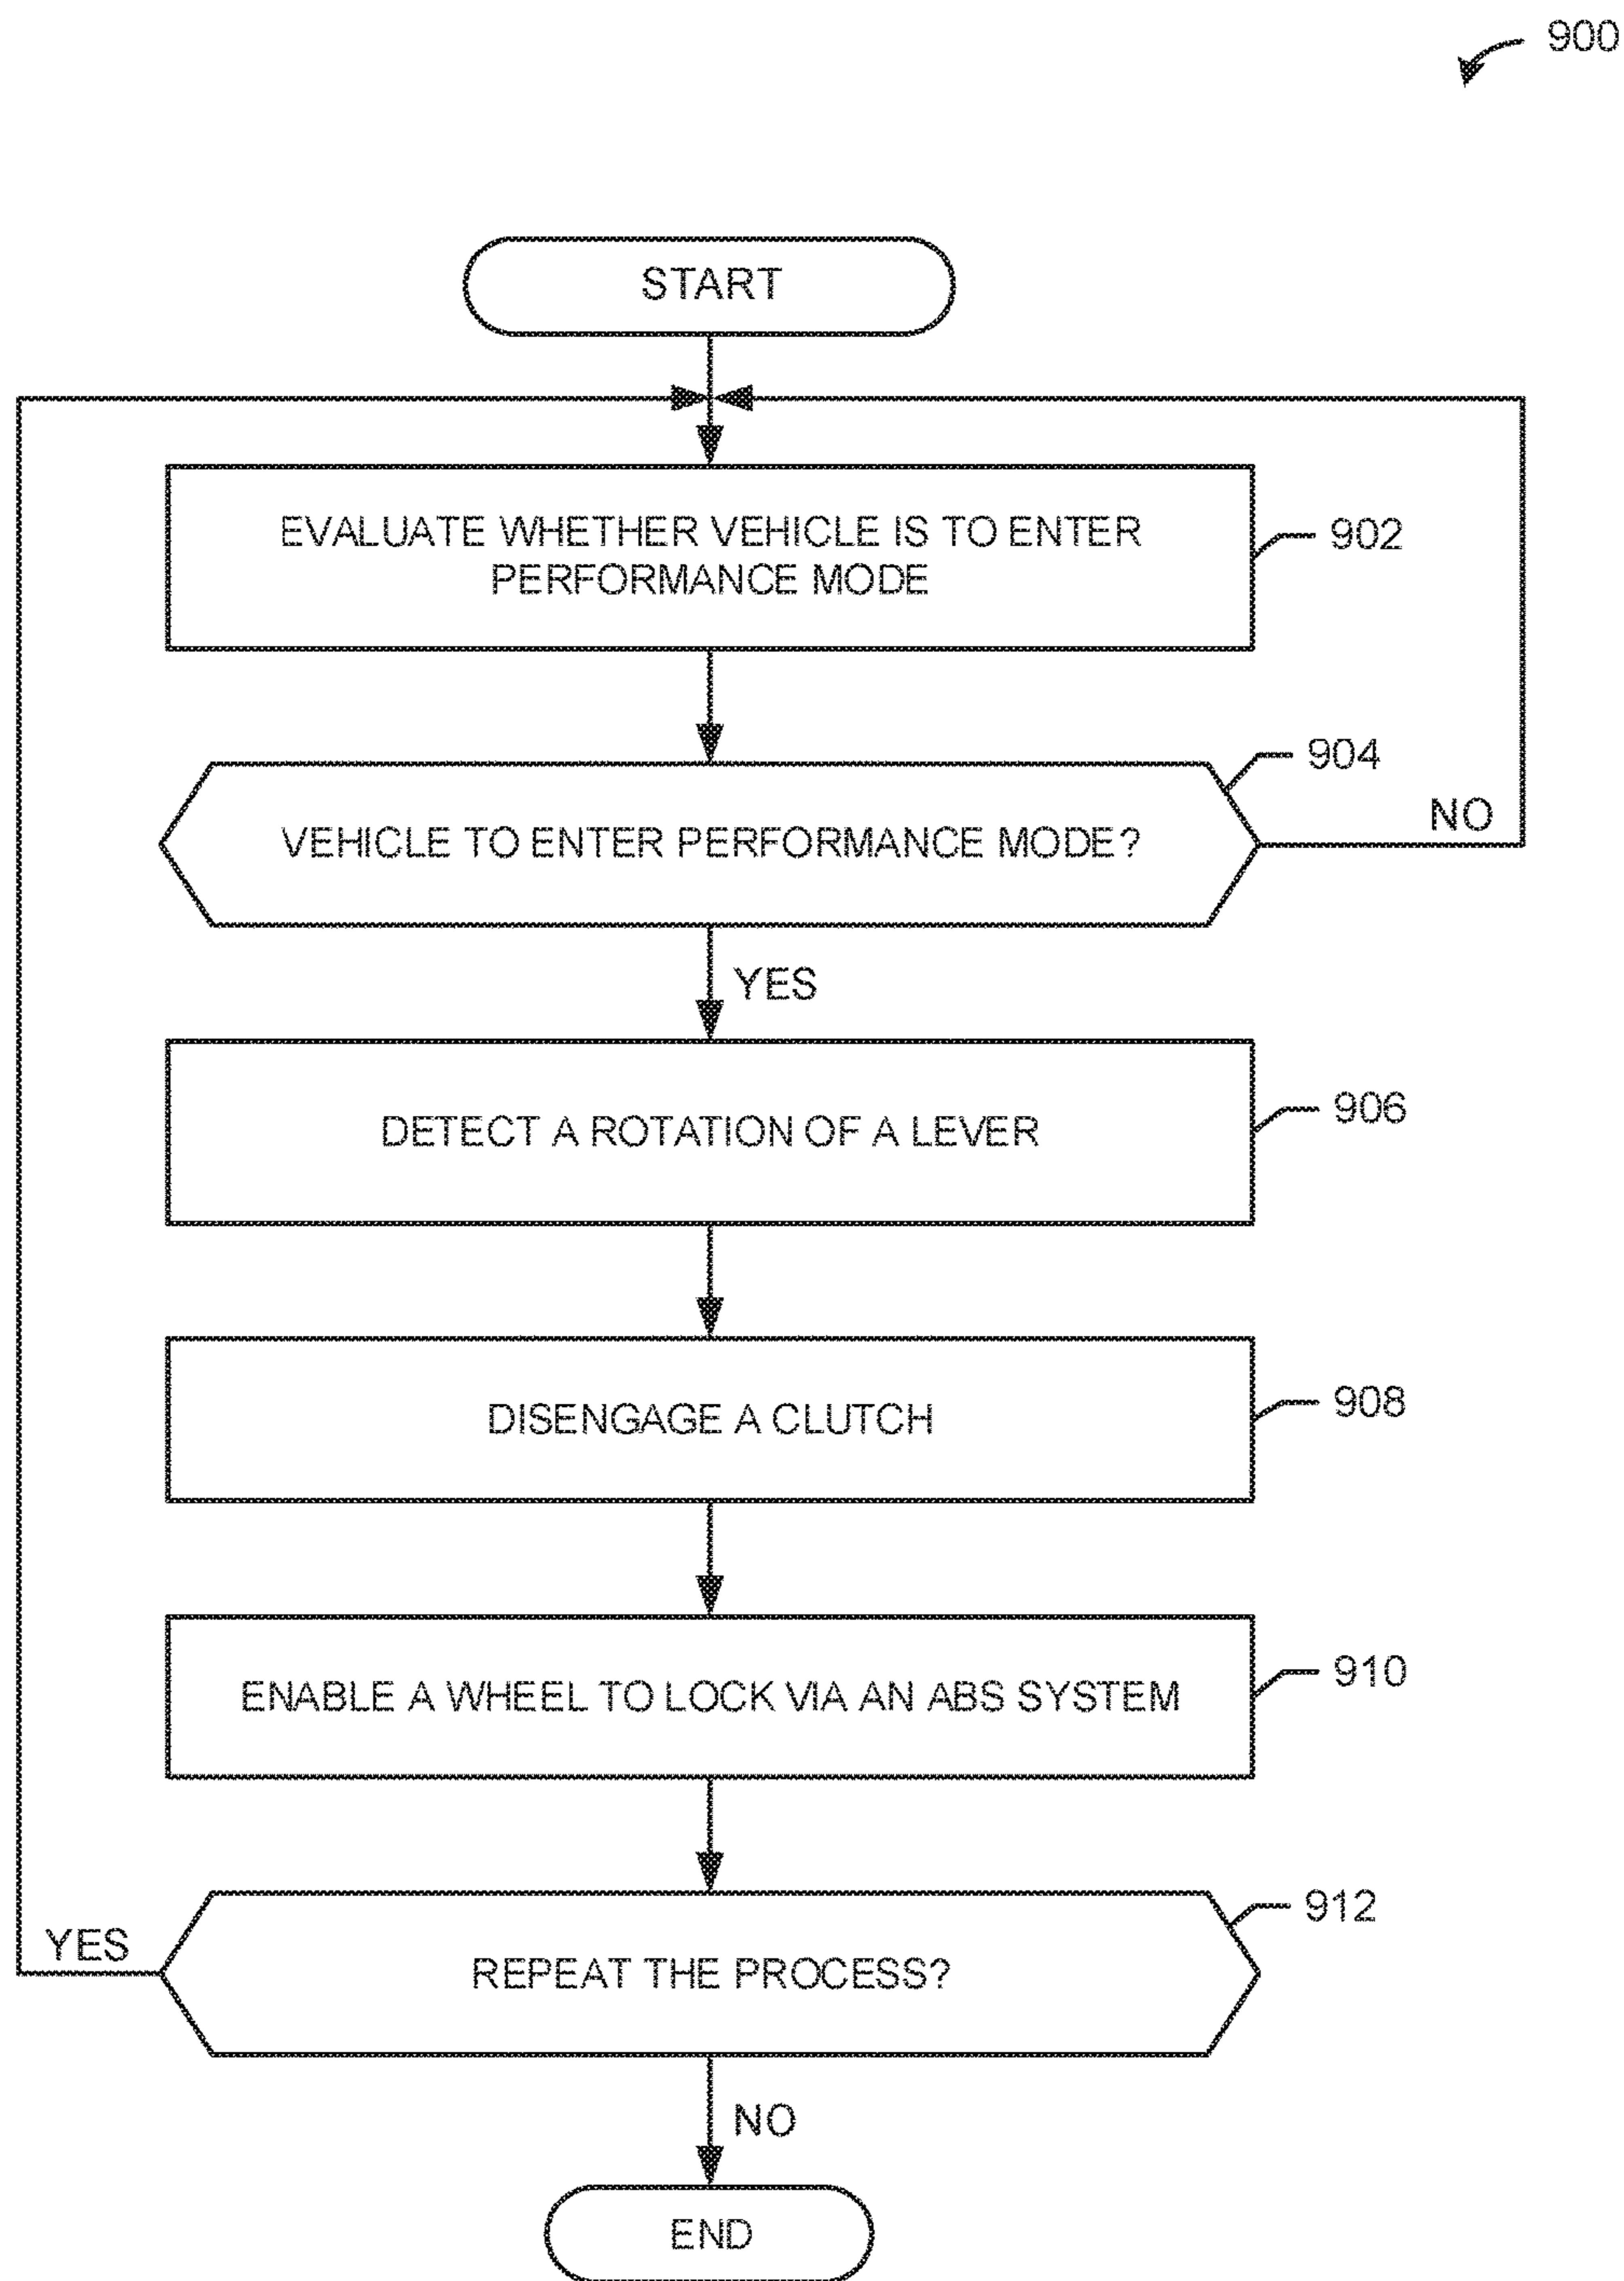 900
START
EVALUATE WHETHER VEHICLE IS TO ENTER
PERFORMANCE MODE
902
904
VEHICLE TO ENTER PERFORMANCE MODE?
NO
YES
DETECT A ROTATION OF A LEVER
906
DISENGAGE A CLUTCH
908
ENABLE A WHEEL TO LOCK VIA AN ABS SYSTEM
910
912
YES
REPEAT THE PROCESS?
NO
END